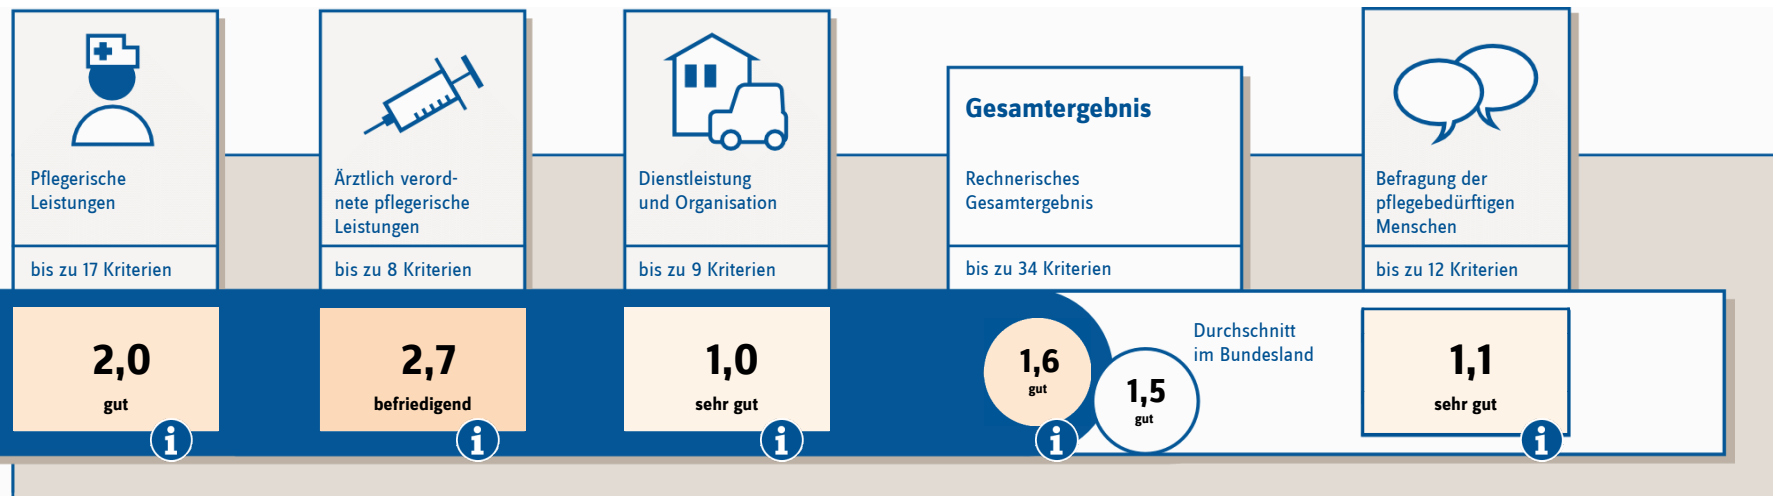 Pflegerische
Leistungen
bis zu 17 Kriterien
2,0
gut
i
Ärztlich verord-
nete pflegerische
Leistungen
bis zu 8 Kriterien
2,7
befriedigend
i
Dienstleistung
und Organisation
bis zu 9 Kriterien
1,0
sehr gut
i
Gesamtergebnis
Rechnerisches
Gesamtergebnis
bis zu 34 Kriterien
1,6
gut
i
Durchschnitt
im Bundesland
1,5
gut
Befragung der
pflegebedürftigen
Menschen
bis zu 12 Kriterien
1,1
sehr gut
i